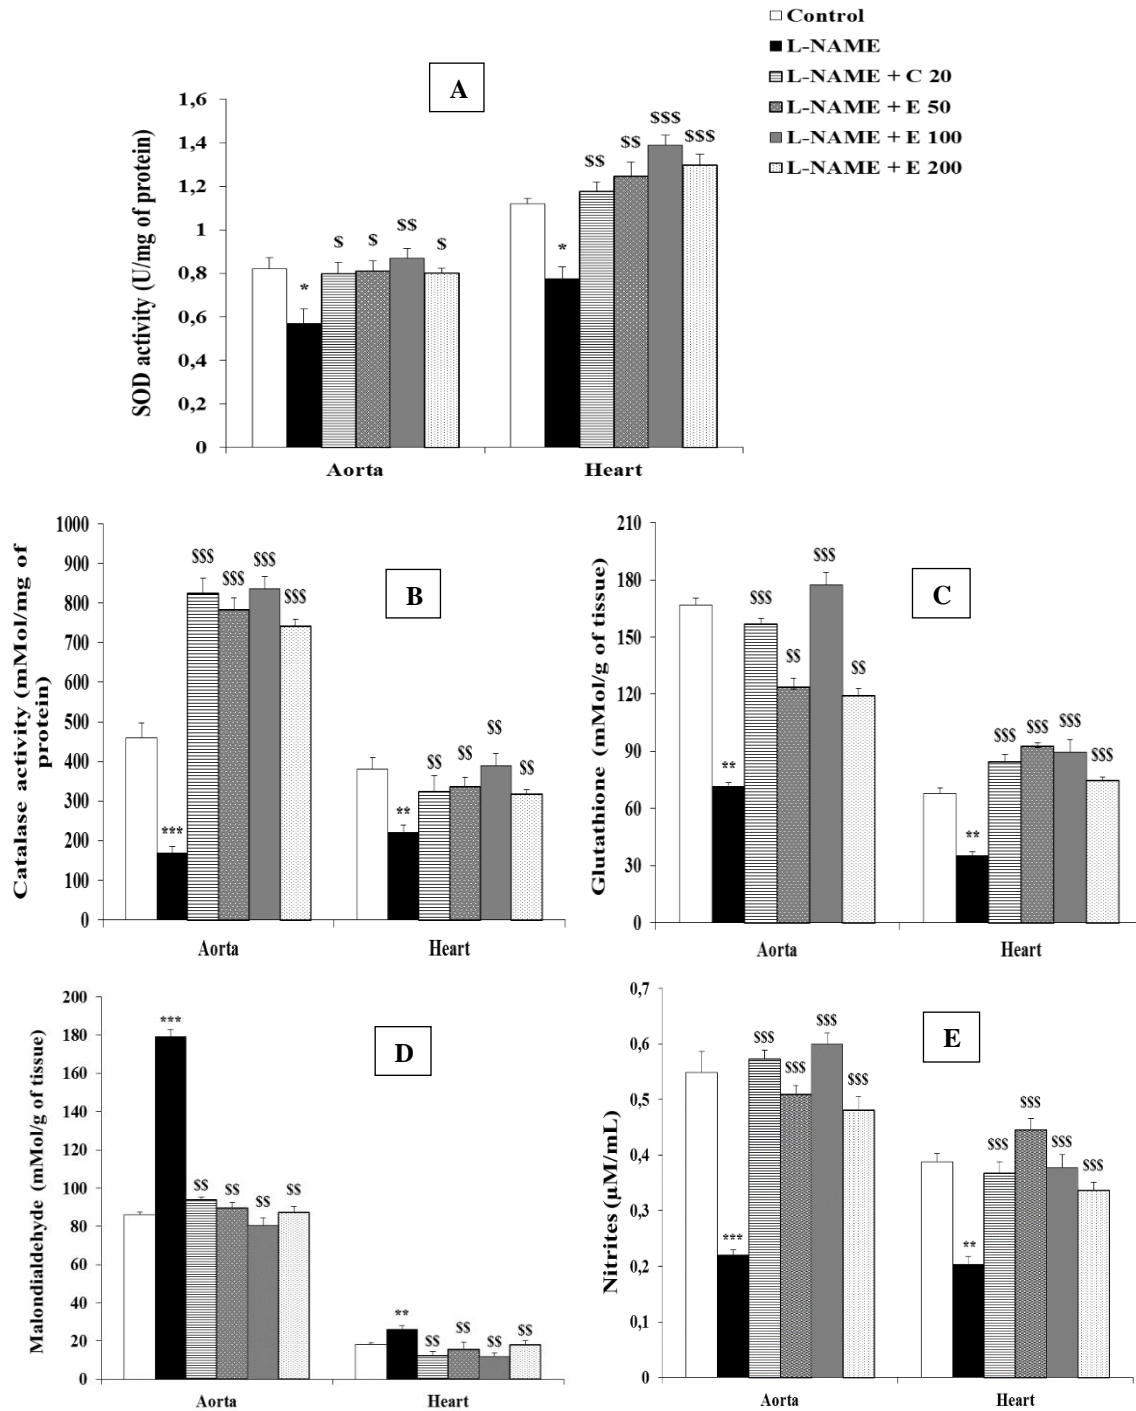 Control
L-NAME
L-NAME + C 20
L-NAME + E 50
L-NAME + E 100
L-NAME + E 200
A
SOD activity (U/mg of protein)
1,6
1,4
1,2
1
0,8
0,6
0,4
0,2
0
* $ $ $$ $
* $$ $$ $$$ $$$
Aorta Heart
B
Catalase activity (mMol/mg of
protein)
1000
900
800
700
600
500
400
300
200
100
0
*** $$$ $$$ $$$ $$$
** $$ $$ $$ $$
Aorta Heart
C
Glutathione (mMol/g of tissue)
210
180
150
120
90
60
30
0
** $$$ $$ $$$ $$
** $$$ $$$ $$$ $$$
Aorta Heart
D
Malondialdehyde (mMol/g of tissue)
200
180
160
140
120
100
80
60
40
20
0
*** $$ $$ $$ $$
** $$ $$ $$ $$
Aorta Heart
E
Nitrites (µM/mL)
0,7
0,6
0,5
0,4
0,3
0,2
0,1
0
*** $$$ $$$ $$$ $$$
** $$$ $$$ $$$ $$$
Aorta Heart